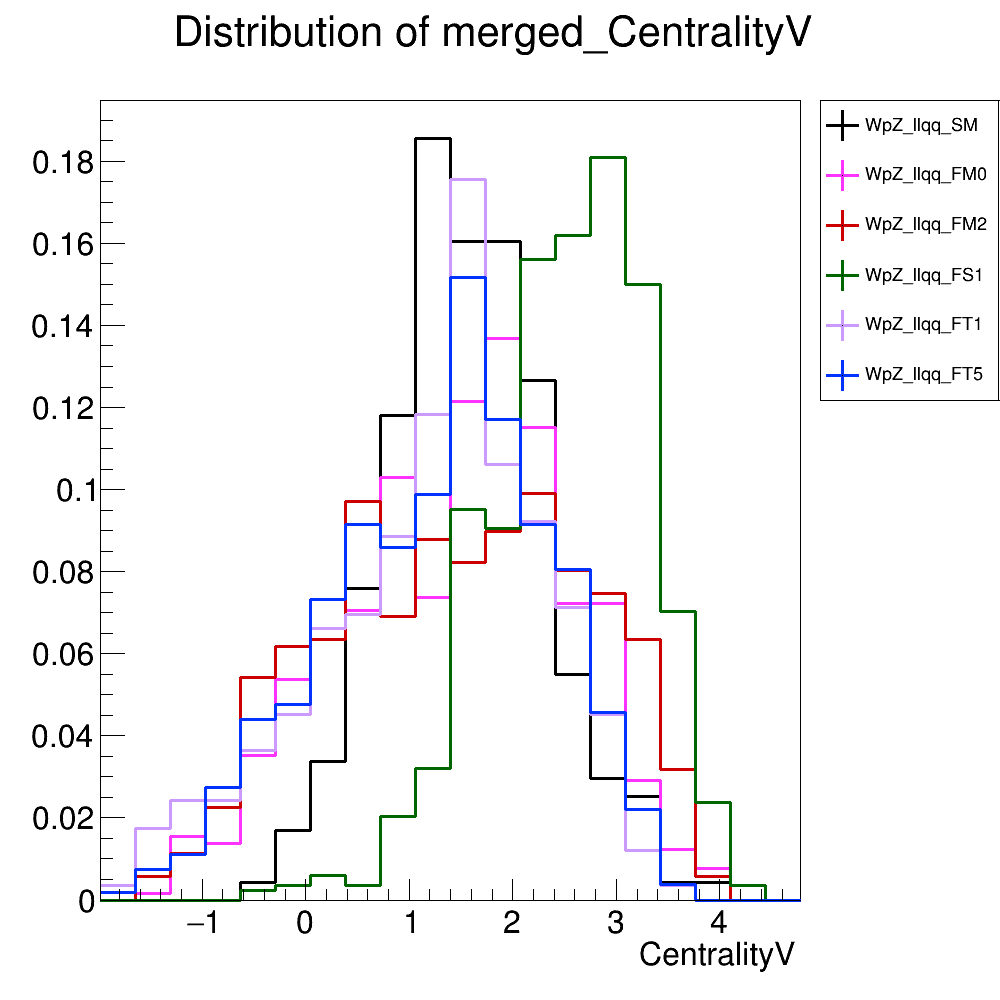 Distribution of merged_CentralityV
0.18
0.16
0.14
0.12
0.1
0.08
0.06
0.04
0.02
0
−1
0
1
2
3
4
CentralityV
WpZ_llqq_SM
WpZ_llqq_FM0
WpZ_llqq_FM2
WpZ_llqq_FS1
WpZ_llqq_FT1
WpZ_llqq_FT5